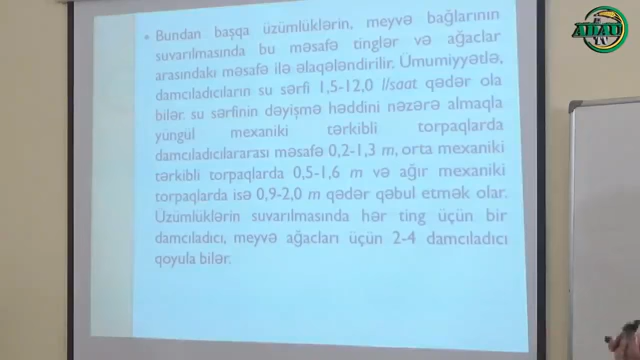 • Bundan başqa üzümlüklərin, meyvə bağlarının
suvarılmasında bu məsafə tinglər və ağaclar
arasındakı məsafə ilə əlaqələndirilir. Ümumiyyətlə,
damcıladıcıların su sərfi 1,5-12,0 l/saat qədər ola
bilər. su sərfinin dəyişmə həddini nəzərə almaqla
yüngül mexaniki tərkibli torpaqlarda
damcıladıcılararası məsafə 0,2-1,3 m, orta mexaniki
tərkibli torpaqlarda 0,5-1,6 m və ağır mexaniki
torpaqlarda isə 0,9-2,0 m qədər qəbul etmək olar.
Üzümlüklərin suvarılmasında hər ting üçün bir
damcıladıcı, meyvə ağacları üçün 2-4 damcıladıcı
qoyula bilər.
ADAU
TV